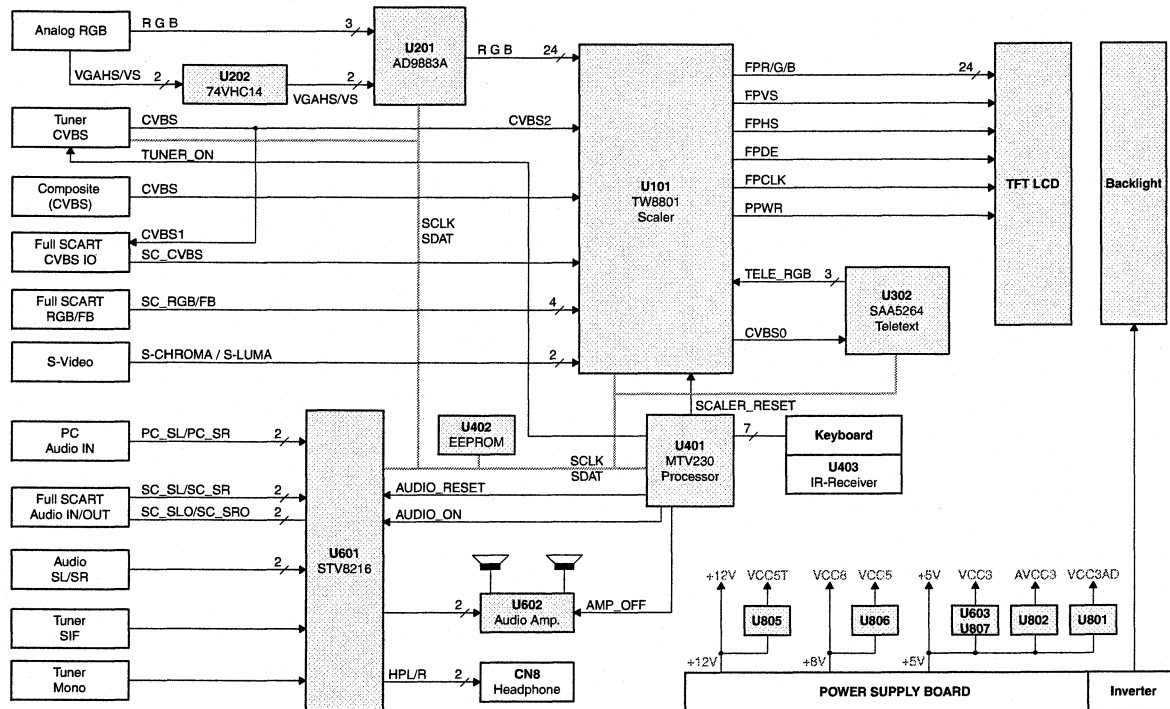 Analog RGB
R G B
3
U201
AD9883A
R G B
24
VGAHS/VS
2
U202
74VHC14
2
VGAHS/VS
Tuner
CVBS
CVBS
CVBS2
TUNER_ON
Composite
(CVBS)
CVBS
Full SCART
CVBS IO
CVBS1
SC_CVBS
SCLK
SDAT
Full SCART
RGB/FB
SC_RGB/FB
4
S-Video
S-CHROMA / S-LUMA
2
U101
TW8801
Scaler
FPR/G/B
24
FPVS
FPHS
FPDE
FPCLK
PPWR
TFT LCD
Backlight
TELE_RGB
3
CVBS0
U302
SAA5264
Teletext
SCALER_RESET
PC
Audio IN
PC_SL/PC_SR
2
U402
EEPROM
U401
MTV230
Processor
7
Keyboard
U403
IR-Receiver
SCLK
SDAT
Full SCART
Audio IN/OUT
SC_SL/SC_SR
2
SC_SLO/SC_SRO
2
AUDIO_RESET
AUDIO_ON
Audio
SL/SR
2
U601
STV8216
Tuner
SIF
2
U602
Audio Amp.
AMP_OFF
Tuner
Mono
HPL/R
2
CN8
Headphone
+12V
VCC5T
VCC8
VCC5
+5V
VCC3
AVCC3
VCC3AD
U805
U806
U603
U807
U802
U801
+12V
+8V
+5V
POWER SUPPLY BOARD
Inverter